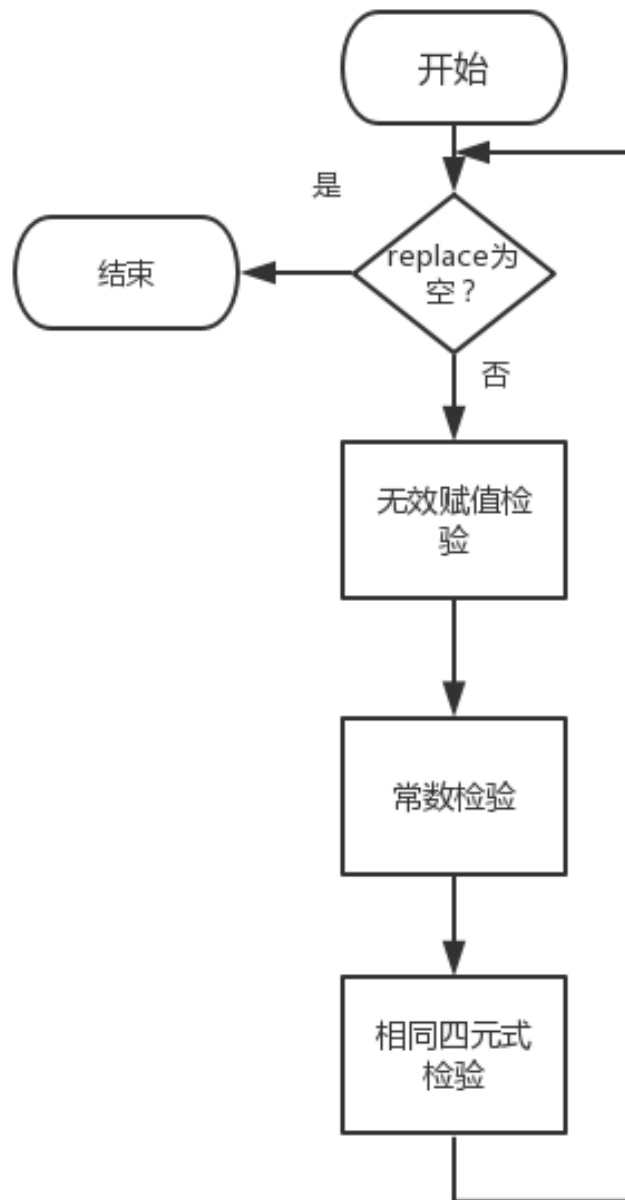 开始
是
replace为
空？
结束
否
无效赋值检
验
常数检验
相同四元式
检验